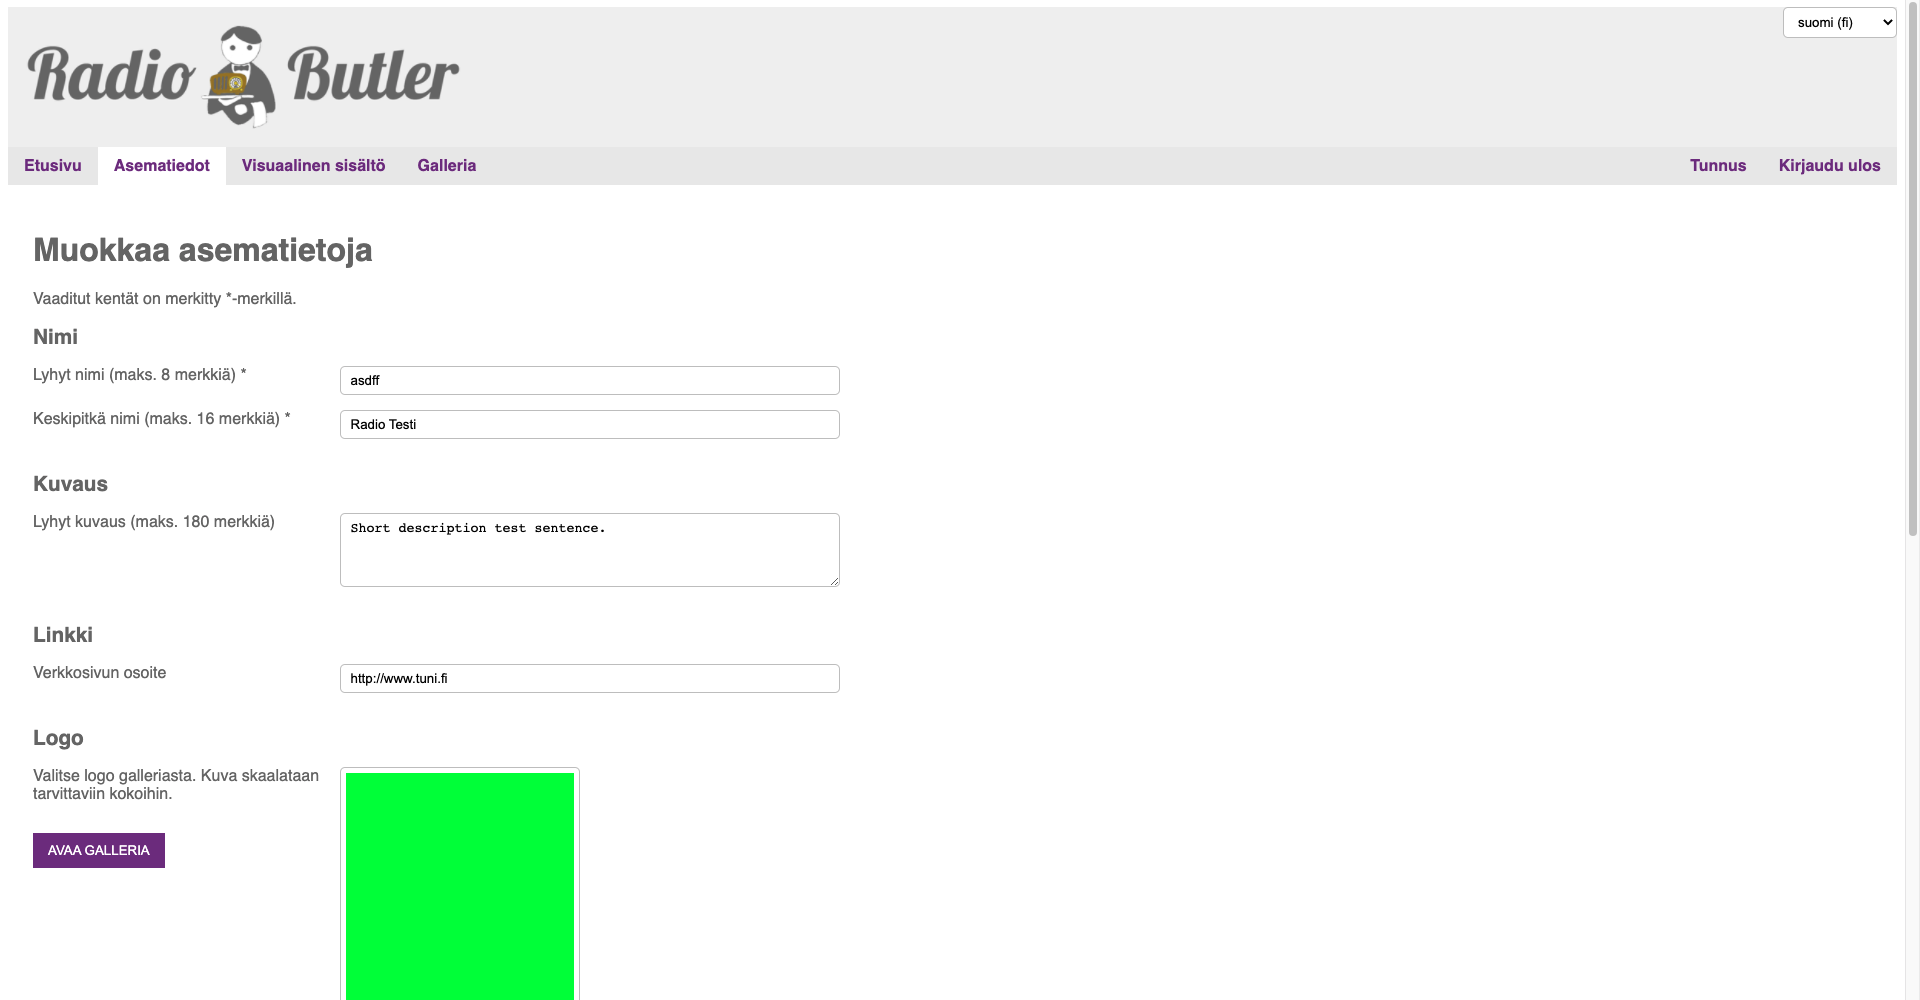 Radio Butler
suomi (fi)
Etusivu Asematiedot Visuaalinen sisältö Galleria Tunnus Kirjaudu ulos
Muokkaa asematietoja
Vaaditut kentät on merkitty *-merkillä.
Nimi
Lyhyt nimi (maks. 8 merkkiä) * asdff
Keskipitkä nimi (maks. 16 merkkiä) * Radio Testi
Kuvaus
Lyhyt kuvaus (maks. 180 merkkiä) Short description test sentence.
Linkki
Verkkosivun osoite http://www.tuni.fi
Logo
Valitse logo galleriasta. Kuva skaalataan
tarvittaviin kokoihin.
AVAA GALLERIA